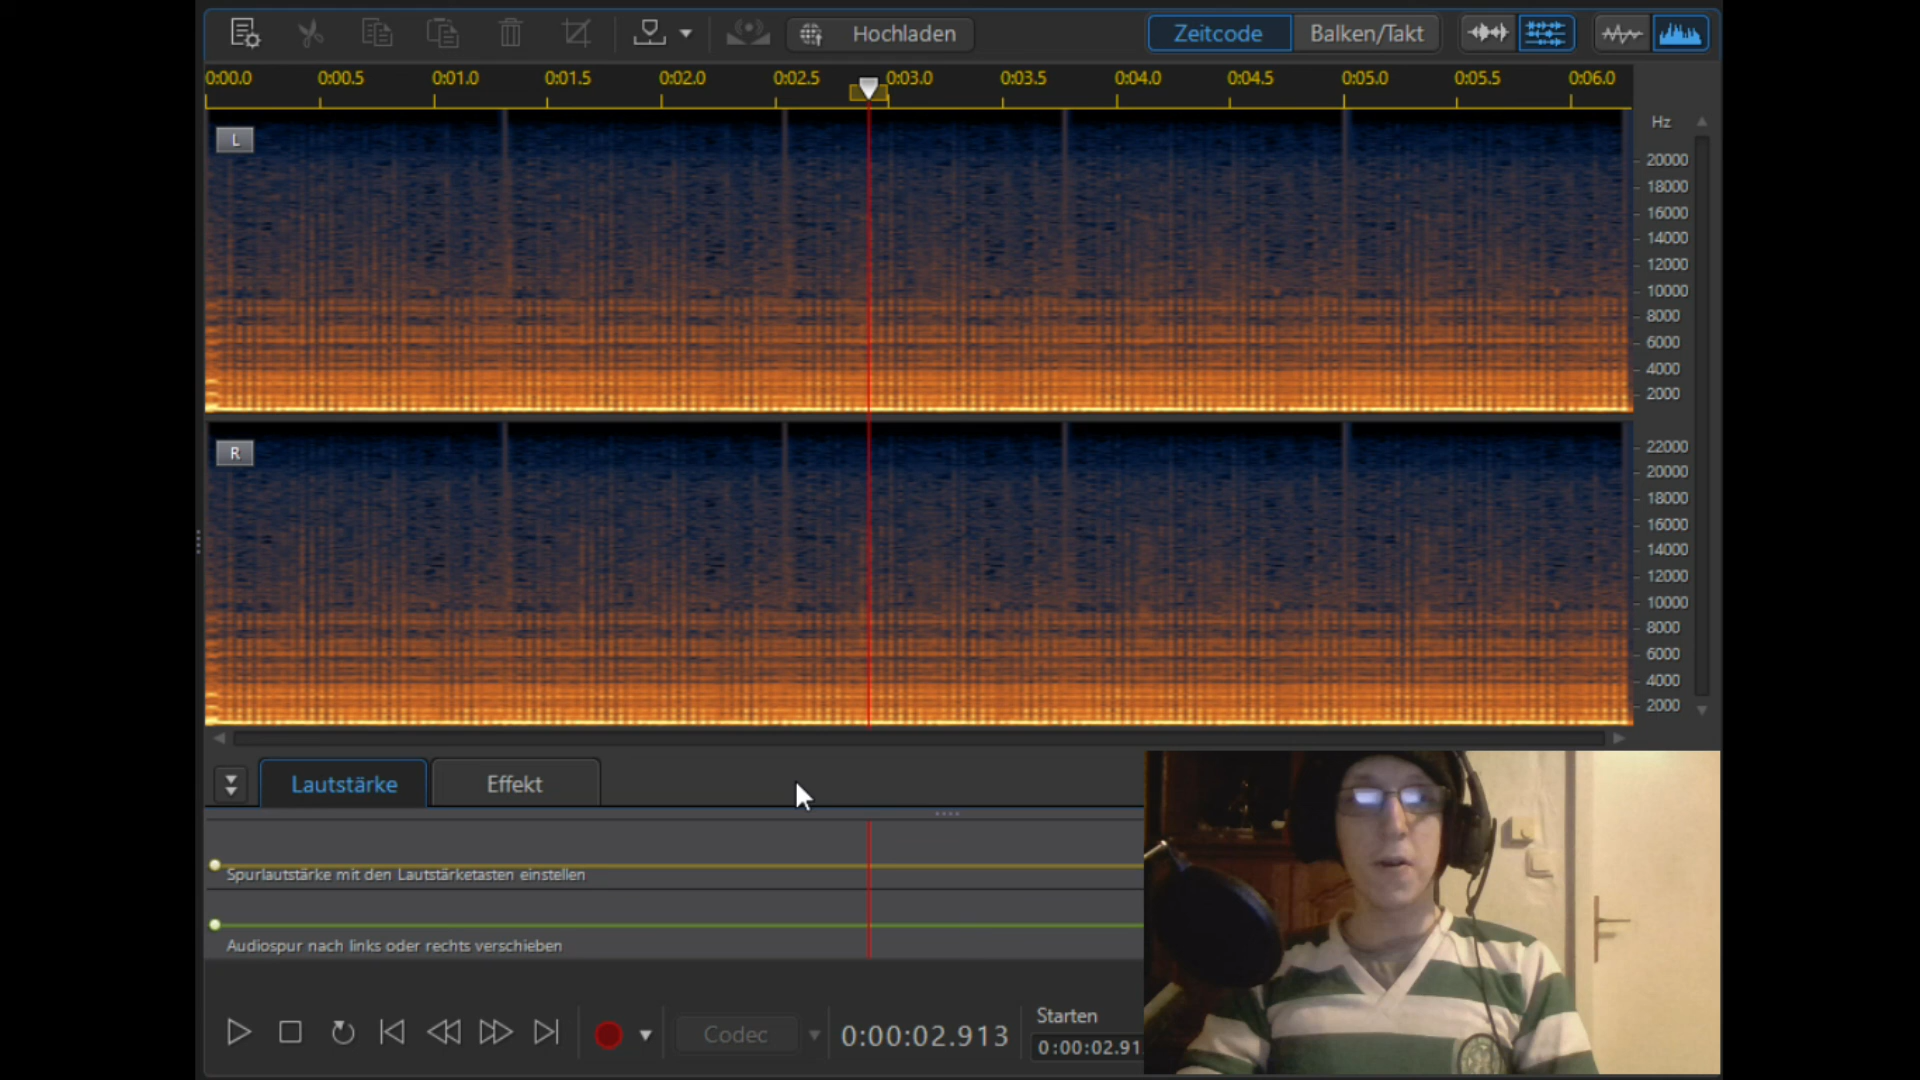 Hochladen
Zeitcode
Balken/Takt
0:00.0 0:00.5 0:01.0 0:01.5 0:02.0 0:02.5 0:03.0 0:03.5 0:04.0 0:04.5 0:05.0 0:05.5 0:06.0
L
Hz
20000
18000
16000
14000
12000
10000
8000
6000
4000
2000
R
22000
20000
18000
16000
14000
12000
10000
8000
6000
4000
2000
Lautstärke
Effekt
Spurlautstärke mit den Lautstärketasten einstellen
Audiospur nach links oder rechts verschieben
Codec
0:00:02.913
Starten
0:00:02.91